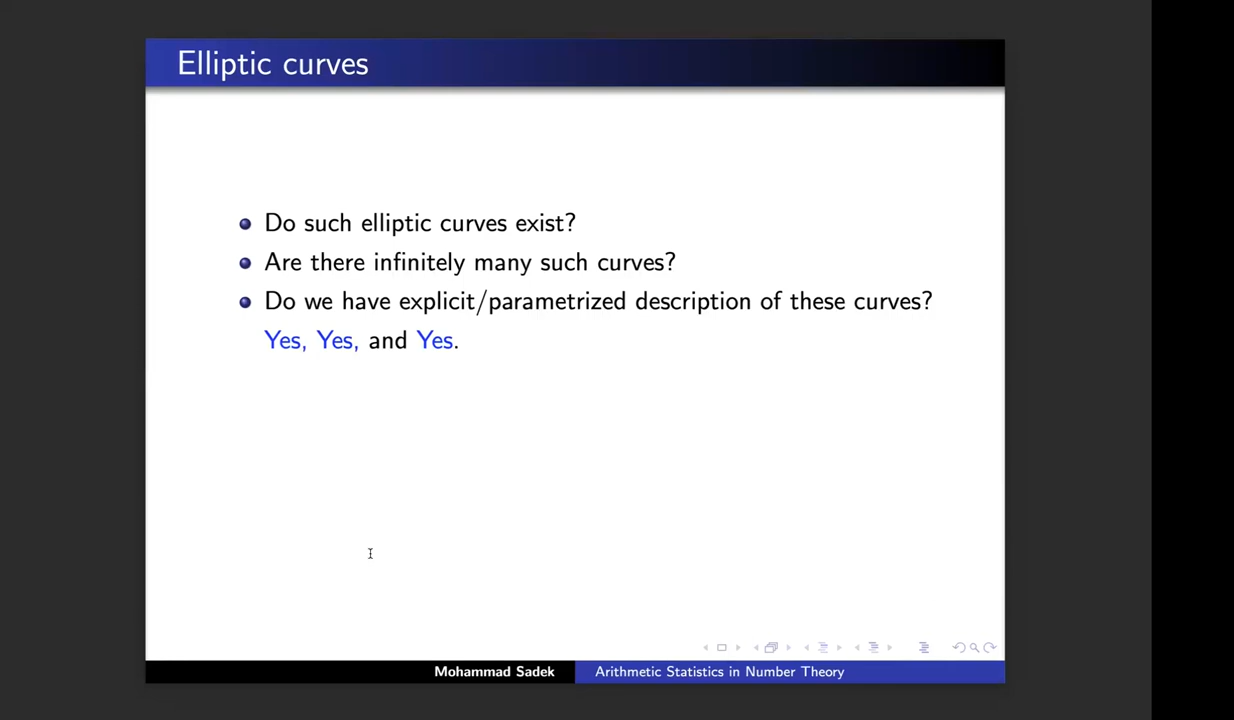 Elliptic curves
Do such elliptic curves exist?
Are there infinitely many such curves?
Do we have explicit/parametrized description of these curves?
Yes, Yes, and Yes.
Mohammad Sadek
Arithmetic Statistics in Number Theory